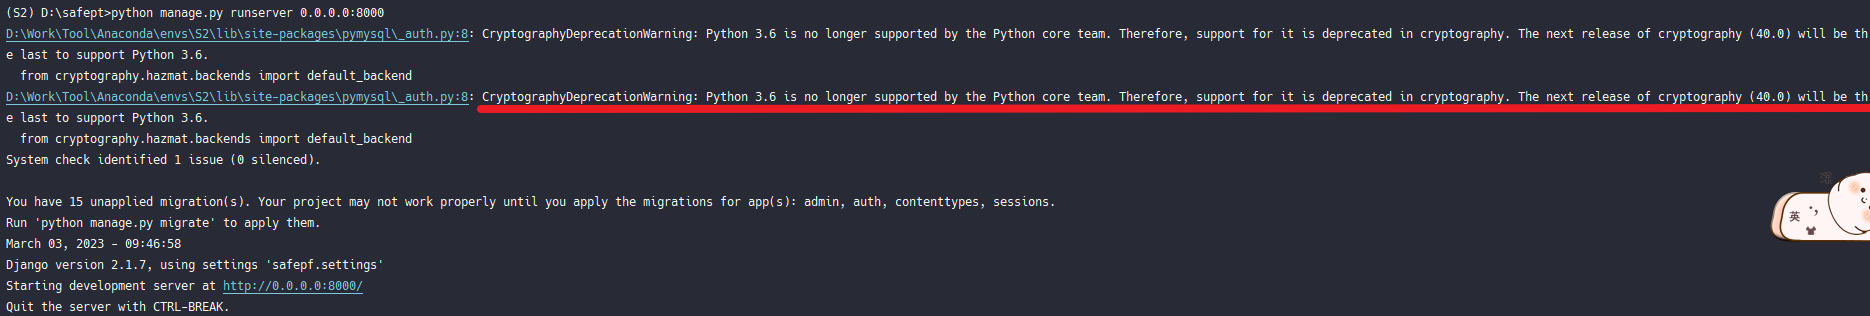 (S2) D:\safept>python manage.py runserver 0.0.0.0:8000
D:\Work\Tool\Anaconda\envs\S2\lib\site-packages\pymysql\_auth.py:8: CryptographyDeprecationWarning: Python 3.6 is no longer supported by the Python core team. Therefore, support for it is deprecated in cryptography. The next release of cryptography (40.0) will be th
e last to support Python 3.6.
  from cryptography.hazmat.backends import default_backend
D:\Work\Tool\Anaconda\envs\S2\lib\site-packages\pymysql\_auth.py:8: CryptographyDeprecationWarning: Python 3.6 is no longer supported by the Python core team. Therefore, support for it is deprecated in cryptography. The next release of cryptography (40.0) will be th
e last to support Python 3.6.
  from cryptography.hazmat.backends import default_backend
System check identified 1 issue (0 silenced).
You have 15 unapplied migration(s). Your project may not work properly until you apply the migrations for app(s): admin, auth, contenttypes, sessions.
英
Run 'python manage.py migrate' to apply them.
March 03, 2023 - 09:46:58
Django version 2.1.7, using settings 'safepf.settings'
Starting development server at http://0.0.0.0:8000/
Quit the server with CTRL-BREAK.